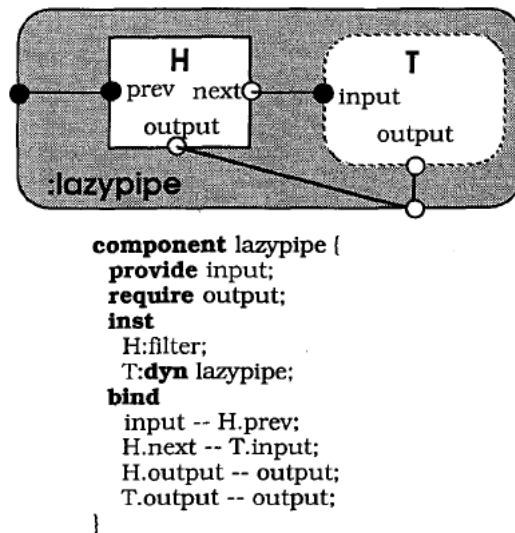 H
T
prev next
input
output
output
:lazypipe
component lazypipe {
provide input;
require output;
inst
H:filter;
T:dyn lazypipe;
bind
input -- H.prev;
H.next -- T.input;
H.output -- output;
T.output -- output;
}